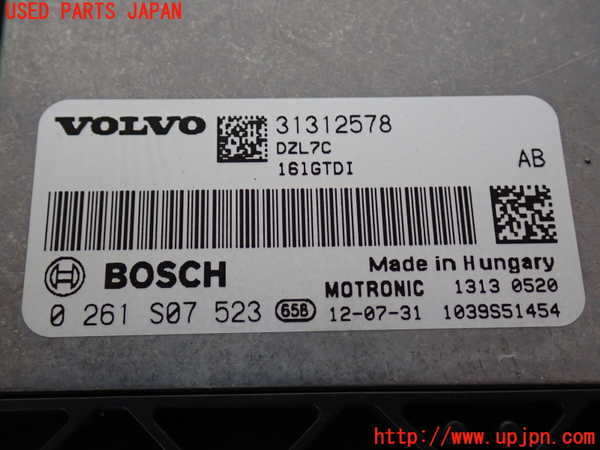 USED PARTS JAPAN
VOLVO 31312578
DZL7C
161GTDI
AB
BOSCH
Made in Hungary
MOTRONIC 1313 0520
0 261 S07 523 658 12-07-31 1039S51454
http://www.upjpn.com/